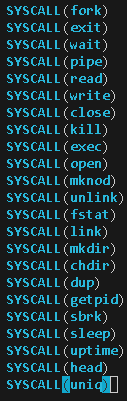 SYSCALL(fork)
SYSCALL(exit)
SYSCALL(wait)
SYSCALL(pipe)
SYSCALL(read)
SYSCALL(write)
SYSCALL(close)
SYSCALL(kill)
SYSCALL(exec)
SYSCALL(open)
SYSCALL(mknod)
SYSCALL(unlink)
SYSCALL(fstat)
SYSCALL(link)
SYSCALL(mkdir)
SYSCALL(chdir)
SYSCALL(dup)
SYSCALL(getpid)
SYSCALL(sbrk)
SYSCALL(sleep)
SYSCALL(uptime)
SYSCALL(head)
SYSCALL(uniq)